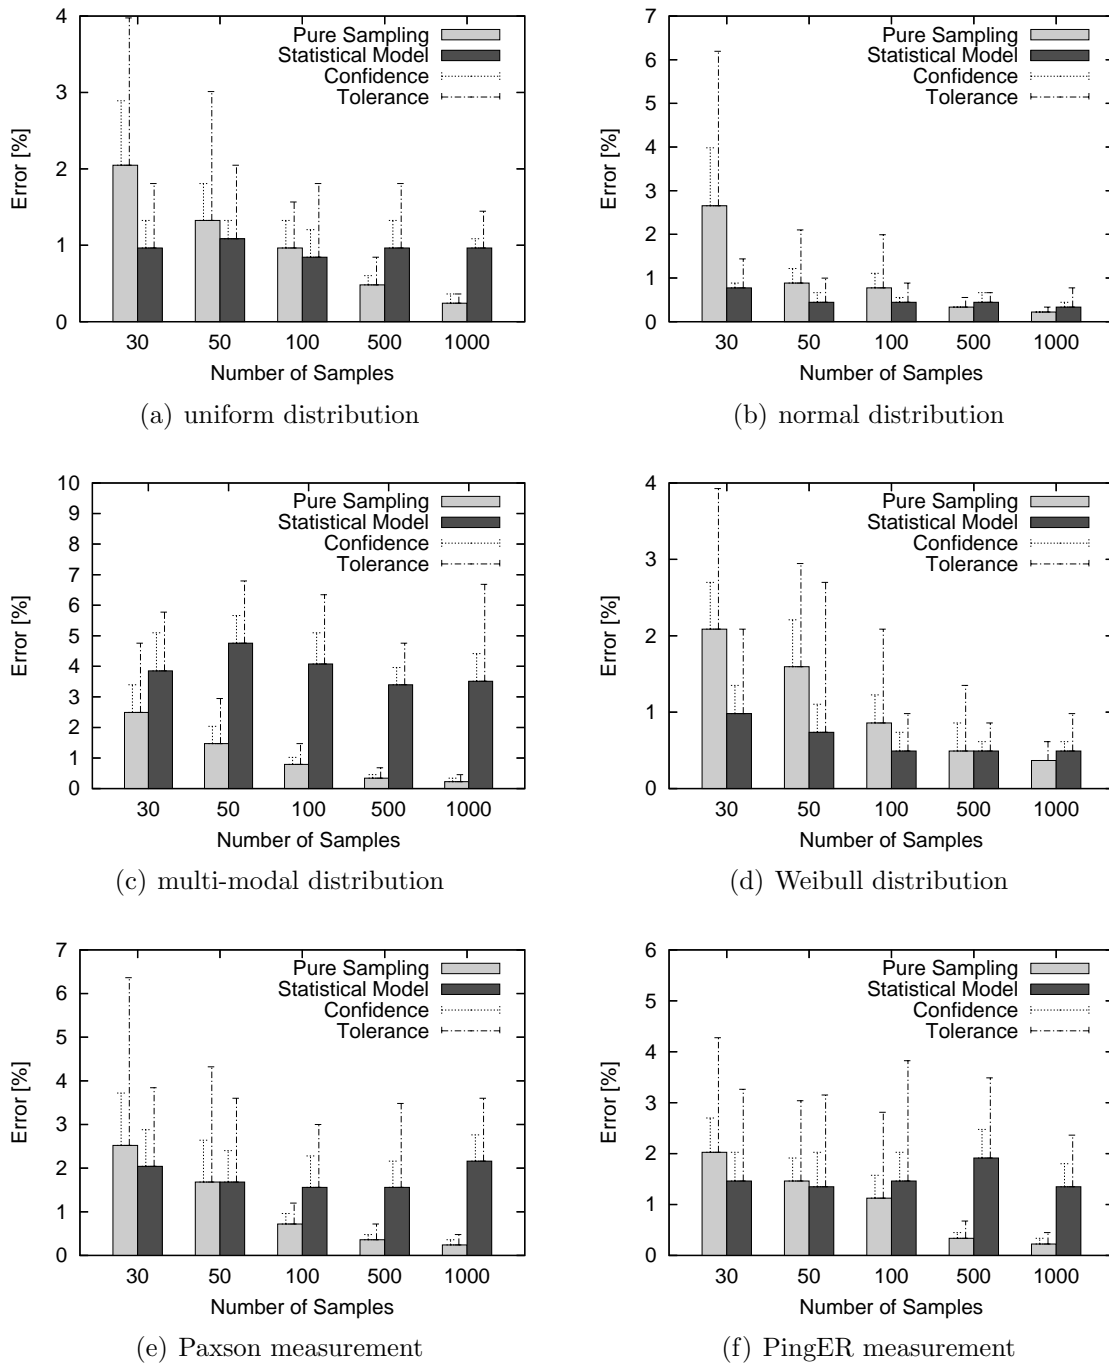 4
3
2
1
0
Error [%]
Pure Sampling
Statistical Model
Confidence
Tolerance
30 50 100 500 1000
Number of Samples
(a) uniform distribution
7
6
5
4
3
2
1
0
Error [%]
Pure Sampling
Statistical Model
Confidence
Tolerance
30 50 100 500 1000
Number of Samples
(b) normal distribution
10
9
8
7
6
5
4
3
2
1
0
Error [%]
Pure Sampling
Statistical Model
Confidence
Tolerance
30 50 100 500 1000
Number of Samples
(c) multi-modal distribution
4
3
2
1
0
Error [%]
Pure Sampling
Statistical Model
Confidence
Tolerance
30 50 100 500 1000
Number of Samples
(d) Weibull distribution
7
6
5
4
3
2
1
0
Error [%]
Pure Sampling
Statistical Model
Confidence
Tolerance
30 50 100 500 1000
Number of Samples
(e) Paxson measurement
6
5
4
3
2
1
0
Error [%]
Pure Sampling
Statistical Model
Confidence
Tolerance
30 50 100 500 1000
Number of Samples
(f) PingER measurement